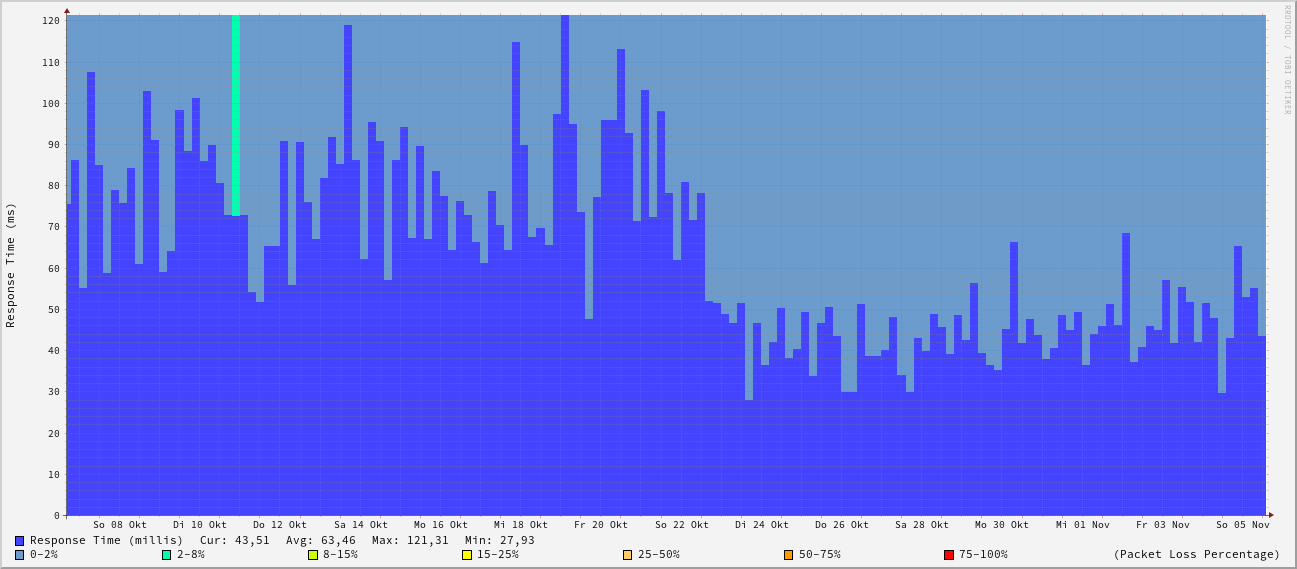 RRDTOOL / TOBI OETIKER
Response Time (ms)
120
110
100
90
80
70
60
50
40
30
20
10
0
So 08 Okt Di 10 Okt Do 12 Okt Sa 14 Okt Mo 16 Okt Mi 18 Okt Fr 20 Okt So 22 Okt Di 24 Okt Do 26 Okt Sa 28 Okt Mo 30 Okt Mi 01 Nov Fr 03 Nov So 05 Nov
Response Time (millis) Cur: 43,51 Avg: 63,46 Max: 121,31 Min: 27,93
0-2% 2-8% 8-15% 15-25% 25-50% 50-75% 75-100% (Packet Loss Percentage)